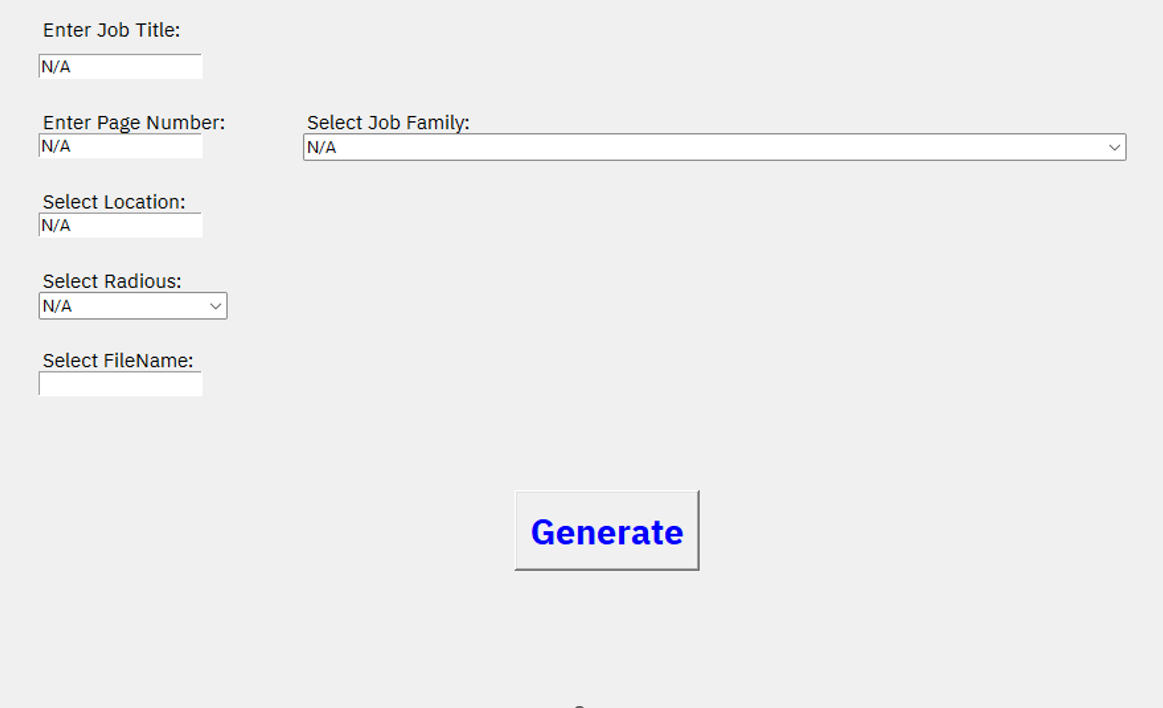 Enter Job Title:
N/A
Enter Page Number:
Select Job Family:
N/A
N/A
Select Location:
N/A
Select Radious:
N/A
Select FileName:
Generate